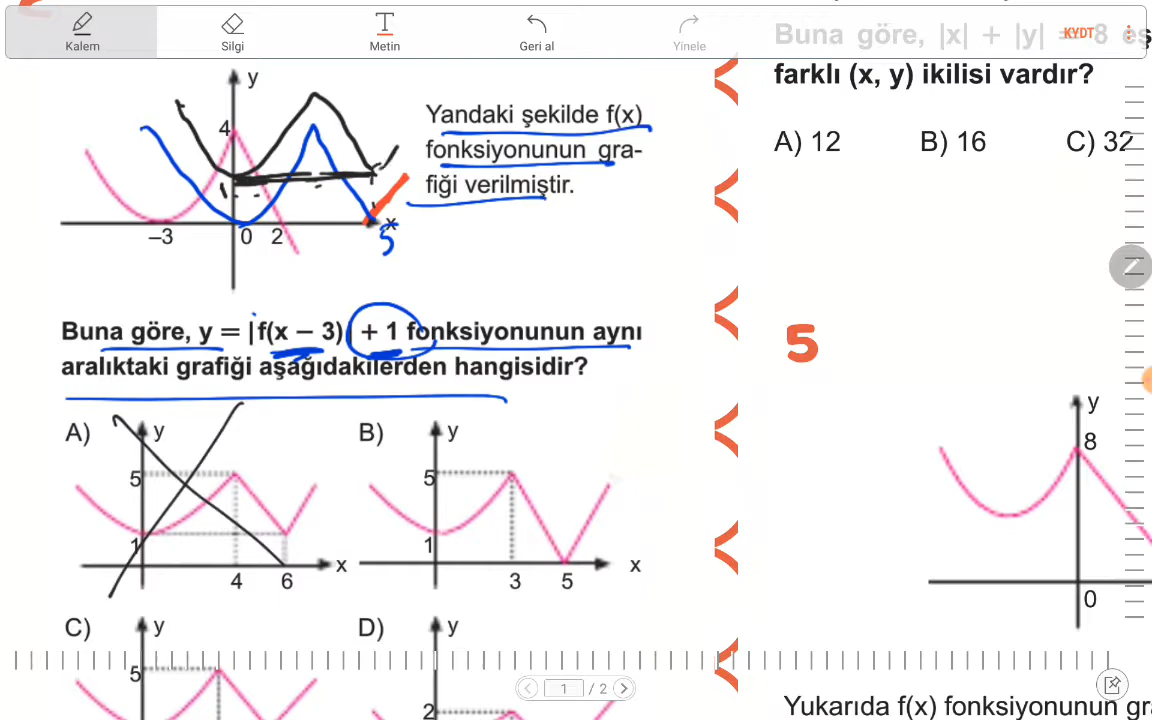 Kalem
Silgi
Metin
Geri al
Yinele
KYDT
y
4
–3
0
2
x
5
Yandaki şekilde f(x)
fonksiyonunun gra-
fiği verilmiştir.
Buna göre, y = |f(x – 3)| + 1 fonksiyonunun aynı
aralıktaki grafiği aşağıdakilerden hangisidir?
A)
y
5
1
4
6
x
B)
y
5
1
3
5
x
C)
y
5
D)
y
2
1
/ 2
Buna göre, |x| + |y| = 8 eş
farklı (x, y) ikilisi vardır?
A) 12
B) 16
C) 32
5
y
8
0
Yukarıda f(x) fonksiyonunun